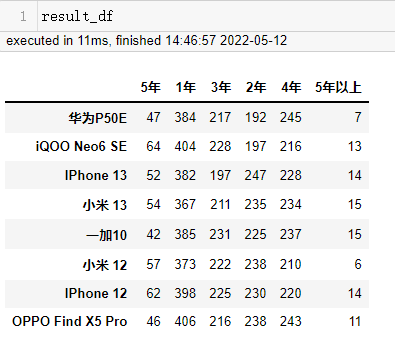 1 result_df
executed in 11ms, finished 14:46:57 2022-05-12
5年 1年 3年 2年 4年 5年以上
华为P50E 47 384 217 192 245 7
iQOO Neo6 SE 64 404 228 197 216 13
IPhone 13 52 382 197 247 228 14
小米 13 54 367 211 235 234 15
一加10 42 385 231 225 237 15
小米 12 57 373 222 238 210 6
IPhone 12 62 398 225 230 220 14
OPPO Find X5 Pro 46 406 216 238 243 11